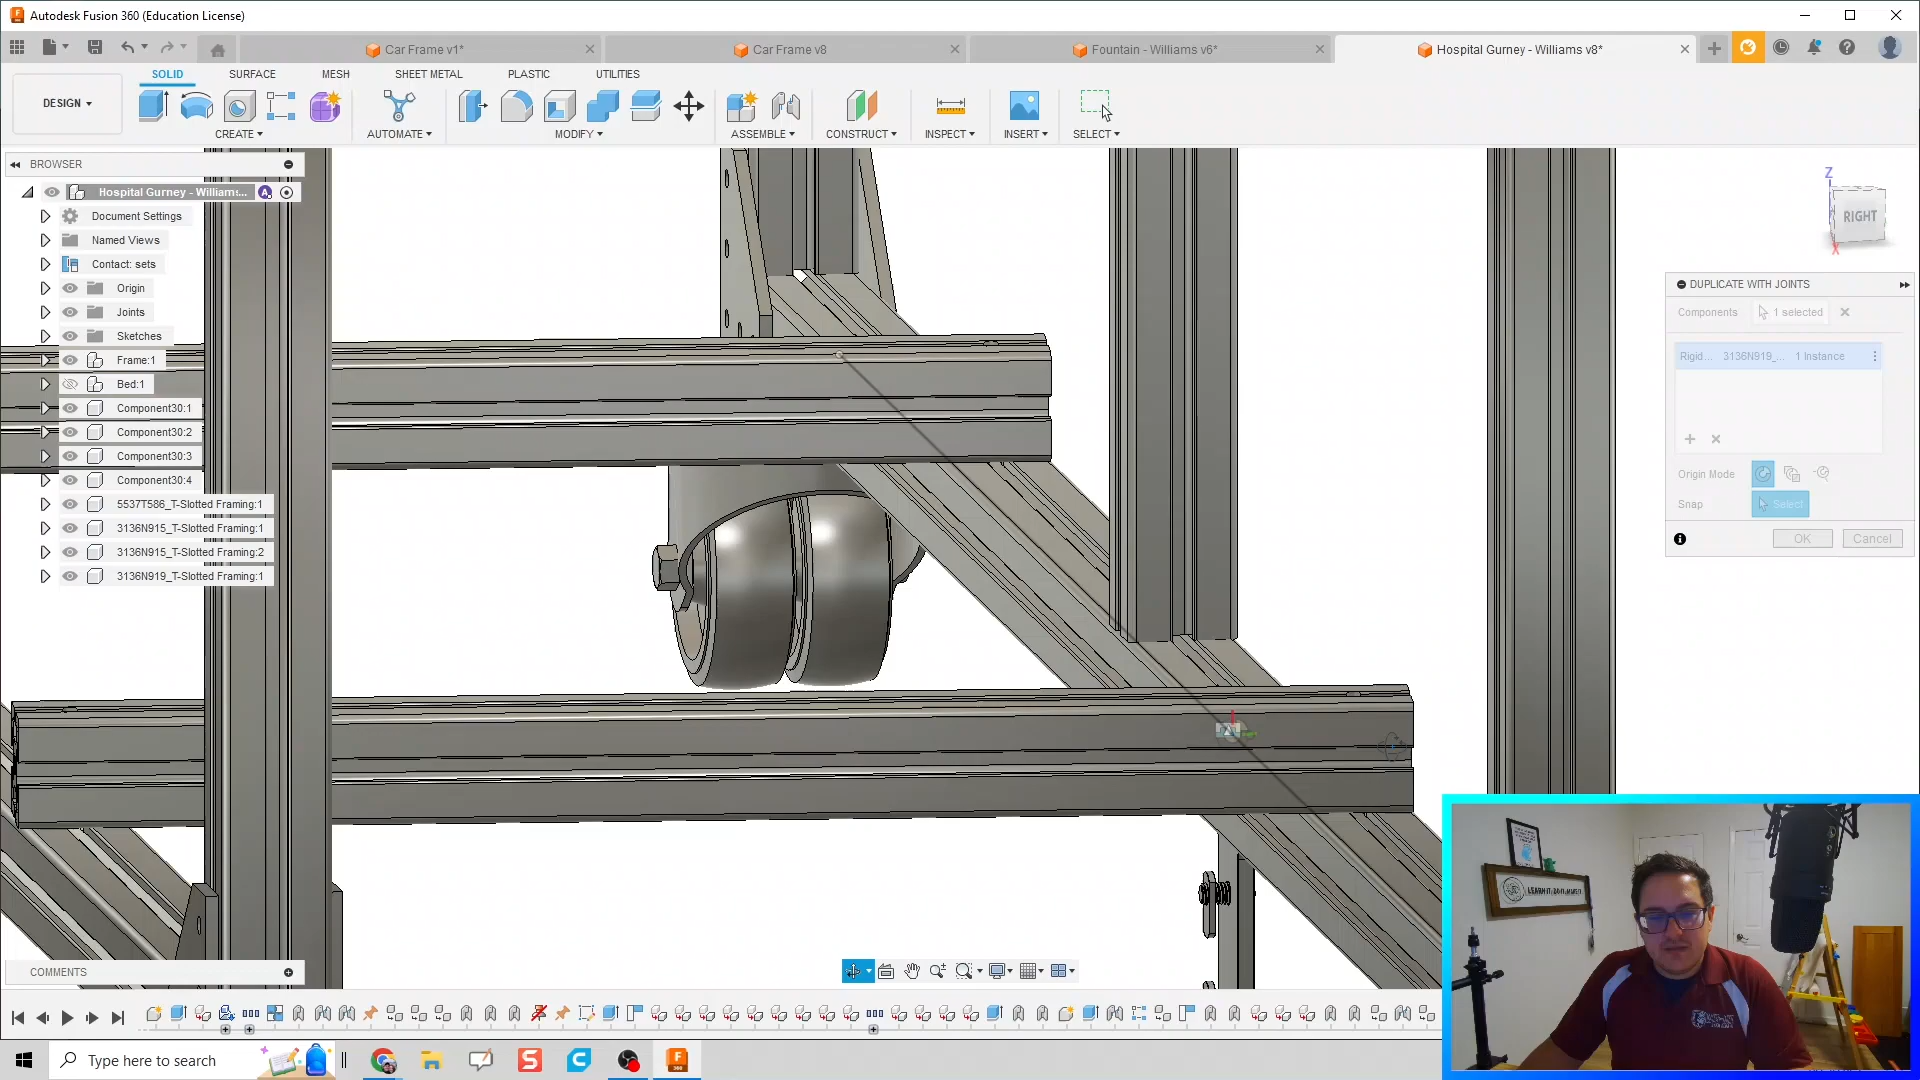 Autodesk Fusion 360 (Education License)
Car Frame v1*
Car Frame v8
Fountain - Williams v6*
Hospital Gurney - Williams v8*
SOLID
SURFACE
MESH
SHEET METAL
PLASTIC
UTILITIES
DESIGN
CREATE
AUTOMATE
MODIFY
ASSEMBLE
CONSTRUCT
INSPECT
INSERT
SELECT
BROWSER
Hospital Gurney - Williams...
A
Document Settings
Named Views
Contact: sets
Origin
Joints
Sketches
Frame:1
Bed:1
Component30:1
Component30:2
Component30:3
Component30:4
5537T586_T-Slotted Framing:1
3136N915_T-Slotted Framing:1
3136N915_T-Slotted Framing:2
3136N919_T-Slotted Framing:1
Z
RIGHT
X
DUPLICATE WITH JOINTS
Components
1 selected
Rigid... 3136N919_... 1 Instance
Origin Mode
Snap
Select
OK
Cancel
COMMENTS
Type here to search